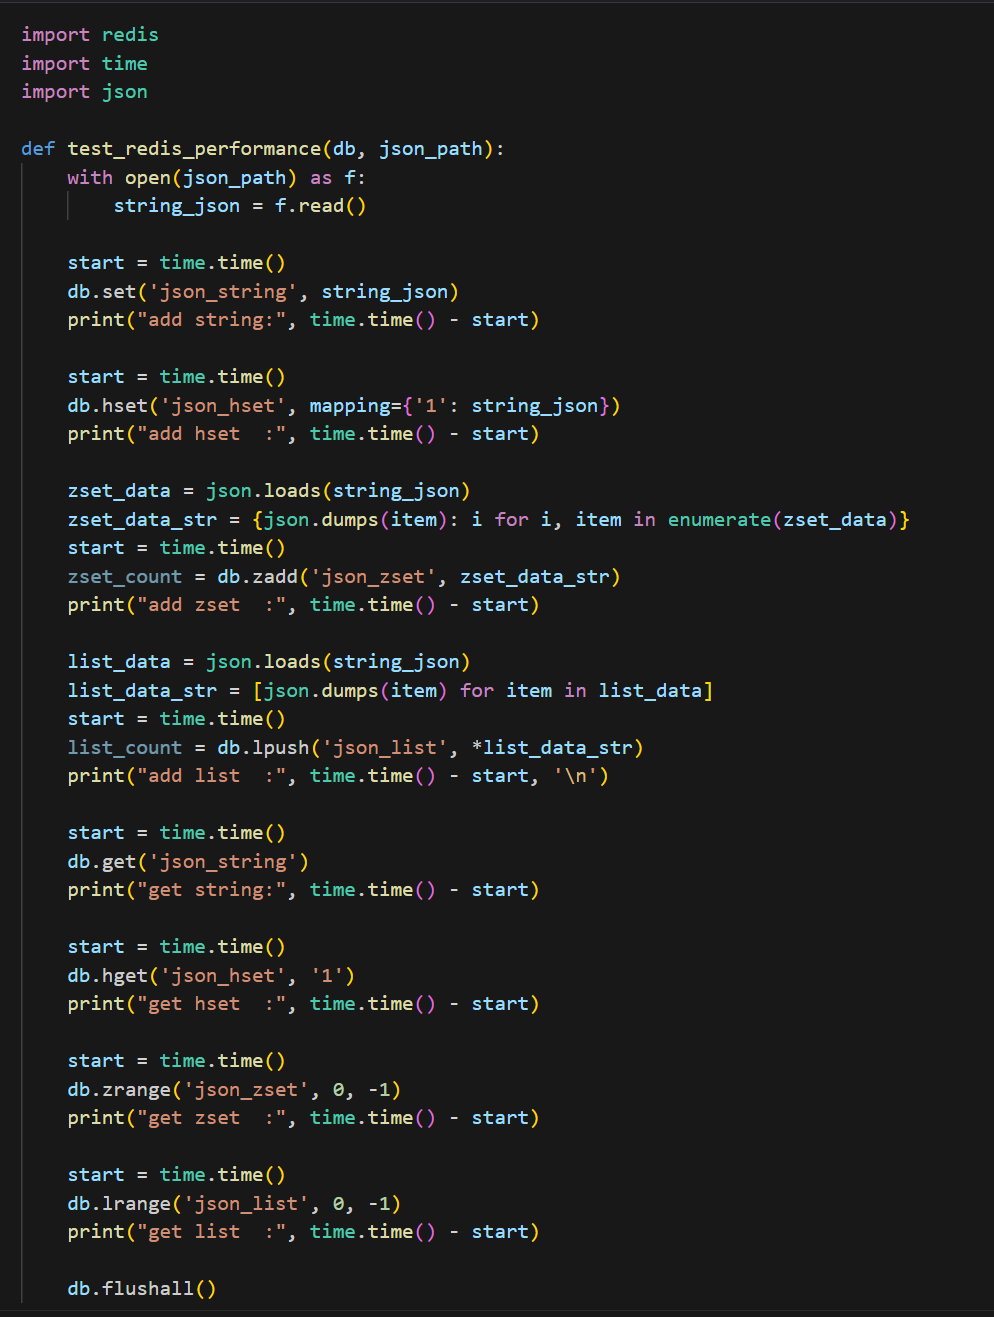 import redis
import time
import json

def test_redis_performance(db, json_path):
    with open(json_path) as f:
        string_json = f.read()

    start = time.time()
    db.set('json_string', string_json)
    print("add string:", time.time() - start)

    start = time.time()
    db.hset('json_hset', mapping={'1': string_json})
    print("add hset  :", time.time() - start)

    zset_data = json.loads(string_json)
    zset_data_str = {json.dumps(item): i for i, item in enumerate(zset_data)}
    start = time.time()
    zset_count = db.zadd('json_zset', zset_data_str)
    print("add zset  :", time.time() - start)

    list_data = json.loads(string_json)
    list_data_str = [json.dumps(item) for item in list_data]
    start = time.time()
    list_count = db.lpush('json_list', *list_data_str)
    print("add list  :", time.time() - start, '\n')

    start = time.time()
    db.get('json_string')
    print("get string:", time.time() - start)

    start = time.time()
    db.hget('json_hset', '1')
    print("get hset  :", time.time() - start)

    start = time.time()
    db.zrange('json_zset', 0, -1)
    print("get zset  :", time.time() - start)

    start = time.time()
    db.lrange('json_list', 0, -1)
    print("get list  :", time.time() - start)

    db.flushall()